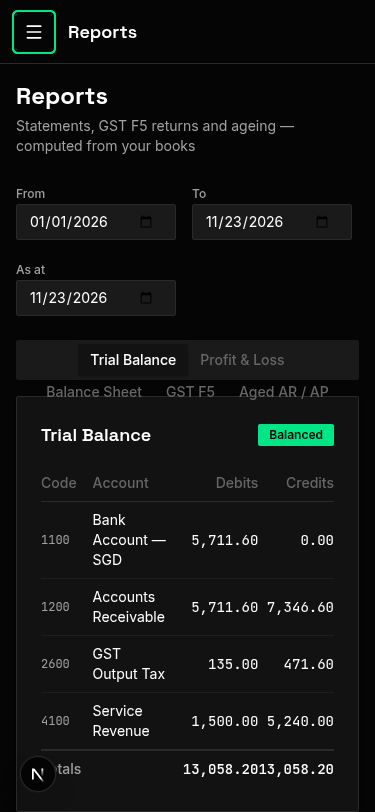 Reports
Reports
Statements, GST F5 returns and ageing —
computed from your books
From To
01/01/2026 11/23/2026
As at
11/23/2026
Trial Balance Profit & Loss
Balance Sheet GST F5 Aged AR / AP
Trial Balance Balanced
Code Account Debits Credits
Bank
1100 Account — 5,711.60 0.00
SGD
Accounts
1200 5,711.60 7,346.60
Receivable
GST
2600 135.00 471.60
Output Tax
Service
4100 1,500.00 5,240.00
Revenue
N tals 13,058.20 13,058.20